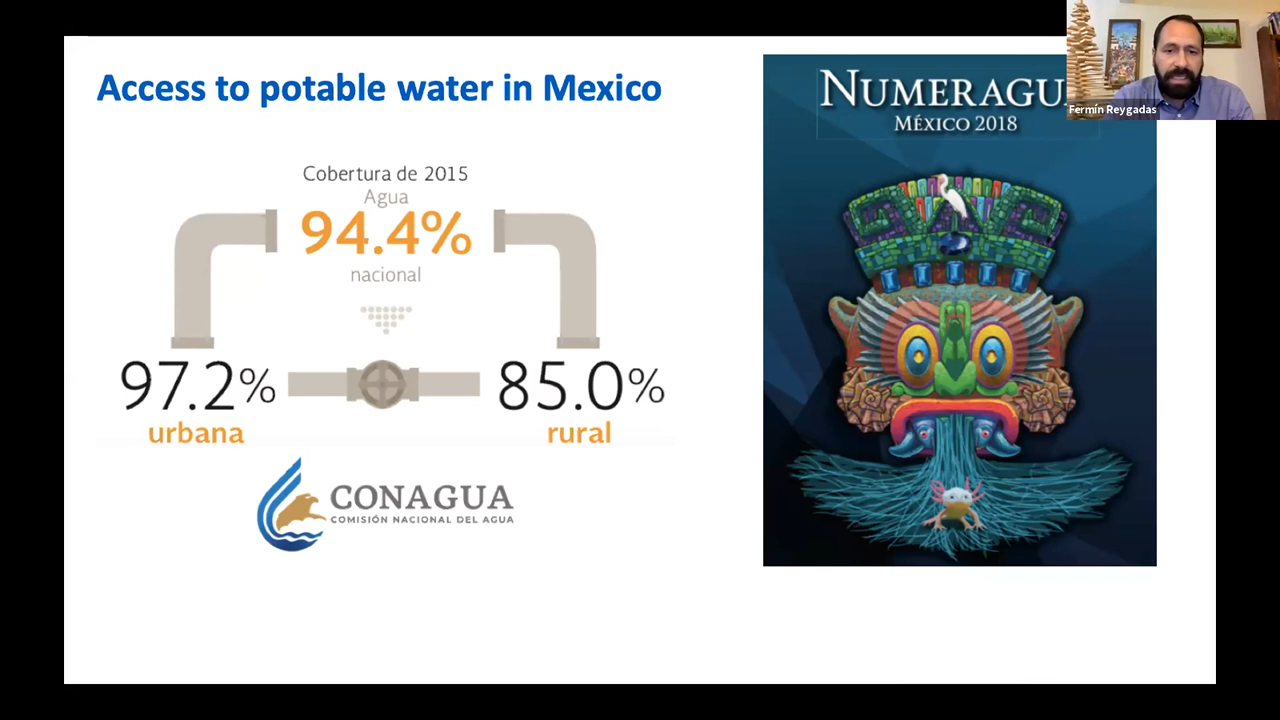 Access to potable water in Mexico
Cobertura de 2015
Agua
94.4%
nacional
97.2%
urbana
85.0%
rural
CONAGUA
COMISIÓN NACIONAL DEL AGUA
NUMERAGU
MÉXICO 2018
Fermín Reygadas